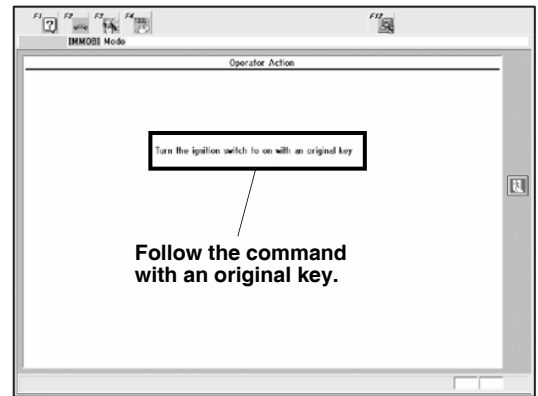 F1 F2 F3 F4 F12
IMMOBI Mode
Operator Action
Turn the ignition switch to on with an original key
Follow the command
with an original key.